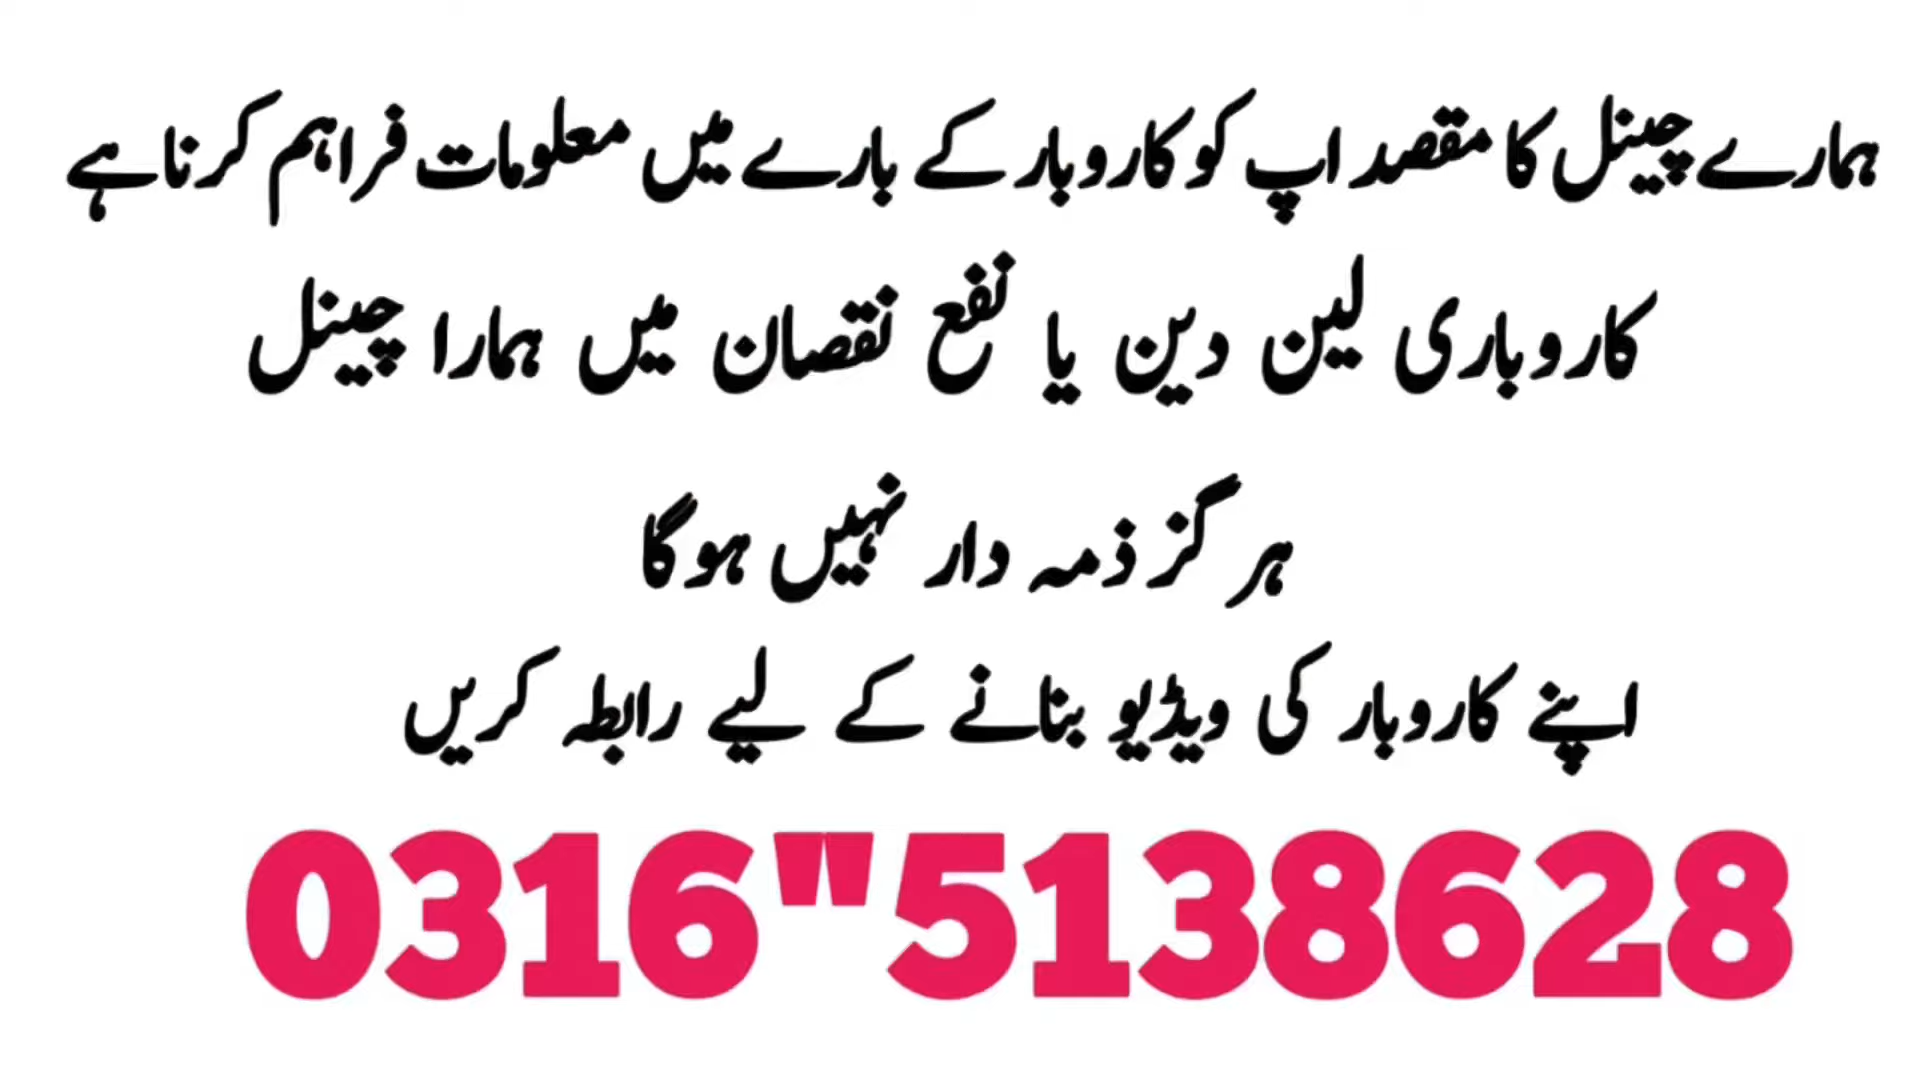 ہمارے چینل کا مقصد اپ کو کاروبار کے بارے میں معلومات فراہم کرنا ہے
کاروباری لین دین یا نفع نقصان میں ہمارا چینل
ہرگز ذمہ دار نہیں ہوگا
اپنے کاروبار کی ویڈیو بنانے کے لیے رابطہ کریں
0316"5138628